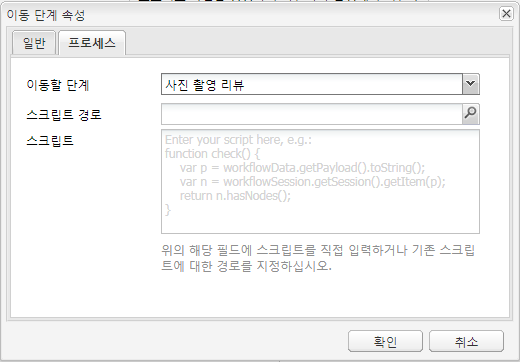 이동 단계 속성
일반
프로세스
이동할 단계
사진 촬영 리뷰
스크립트 경로
스크립트
Enter your script here, e.g.:
function check() {
var p = workflowData.getPayload().toString();
var n = workflowSession.getSession().getItem(p);
return n.hasNodes();
}
위의 해당 필드에 스크립트를 직접 입력하거나 기존 스크립
트에 대한 경로를 지정하십시오.
확인
취소